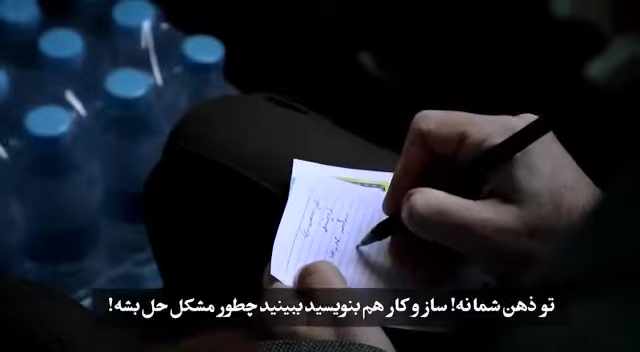 تو ذهن شما نه! ساز و کار هم بنویسید ببینید چطور مشکل حل بشه!